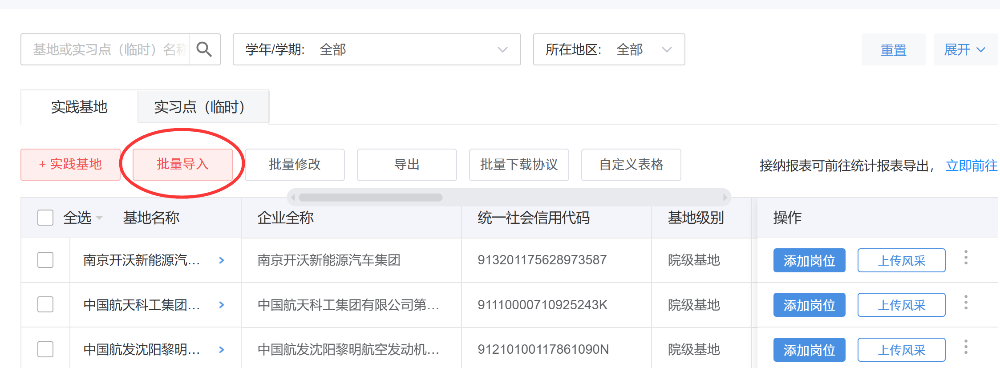 基地或实习点（临时）名称 学年/学期: 全部 所在地区: 全部 重置 展开
实践基地 实习点（临时）
+ 实践基地 批量导入 批量修改 导出 批量下载协议 自定义表格 接纳报表可前往统计报表导出， 立即前往
全选 基地名称 企业全称 统一社会信用代码 基地级别 操作
南京开沃新能源汽... 南京开沃新能源汽车集团 913201175628973587 院级基地 添加岗位 上传风采
中国航天科工集团... 中国航天科工集团有限公司第... 91110000710925243K 院级基地 添加岗位 上传风采
中国航发沈阳黎明... 中国航发沈阳黎明航空发动机... 91210100117861090N 院级基地 添加岗位 上传风采